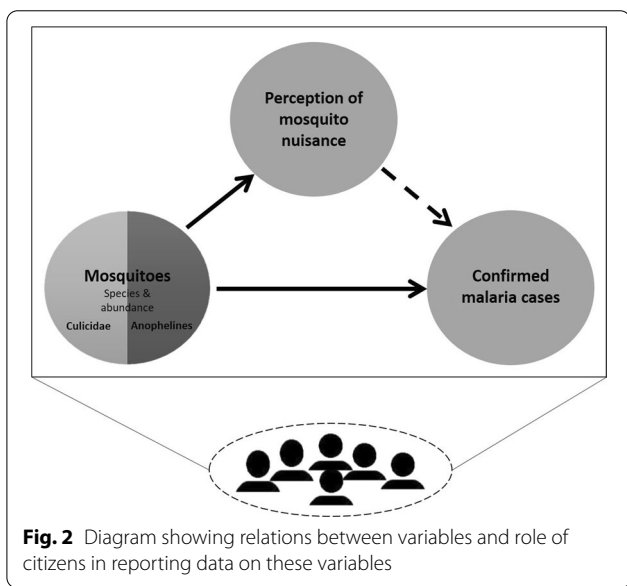 Perception of
mosquito
nuisance
Mosquitoes
Species &
abundance
Culicidae Anophelines
Confirmed
malaria cases
Fig. 2 Diagram showing relations between variables and role of
citizens in reporting data on these variables